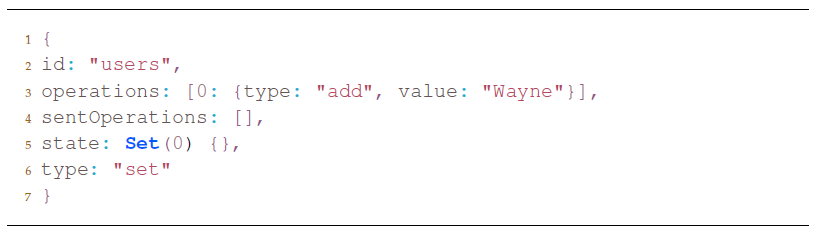 1 {
2 id: "users",
3 operations: [0: {type: "add", value: "Wayne"}],
4 sentOperations: [],
5 state: Set(0) {},
6 type: "set"
7 }